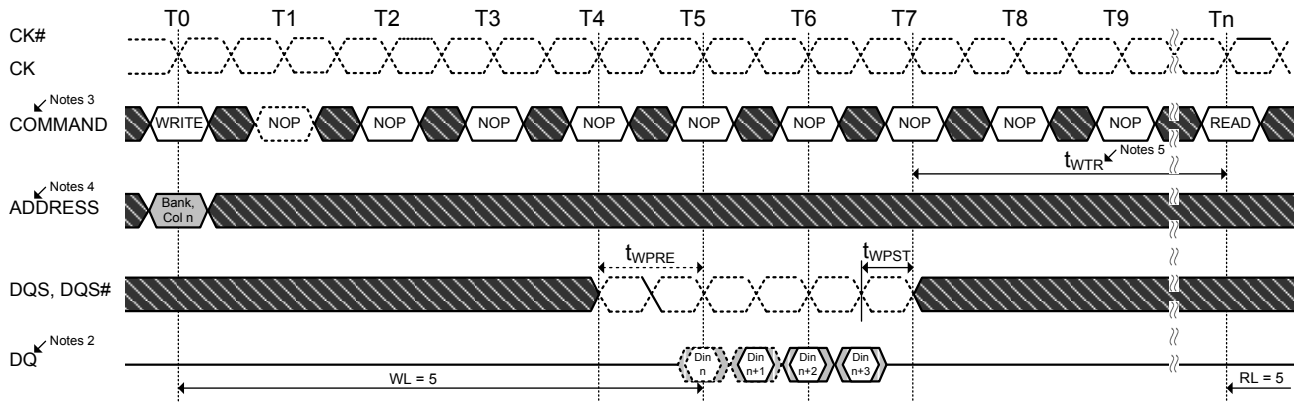 T0 T1 T2 T3 T4 T5 T6 T7 T8 T9 Tn
CK#
CK
Notes 3
COMMAND WRITE NOP NOP NOP NOP NOP NOP NOP NOP NOP READ
tWTR Notes 5
Notes 4
ADDRESS
Bank,
Col n
tWPRE tWPST
DQS, DQS#
Notes 2
DQ
Din
n
Din
n+1
Din
n+2
Din
n+3
WL = 5 RL = 5